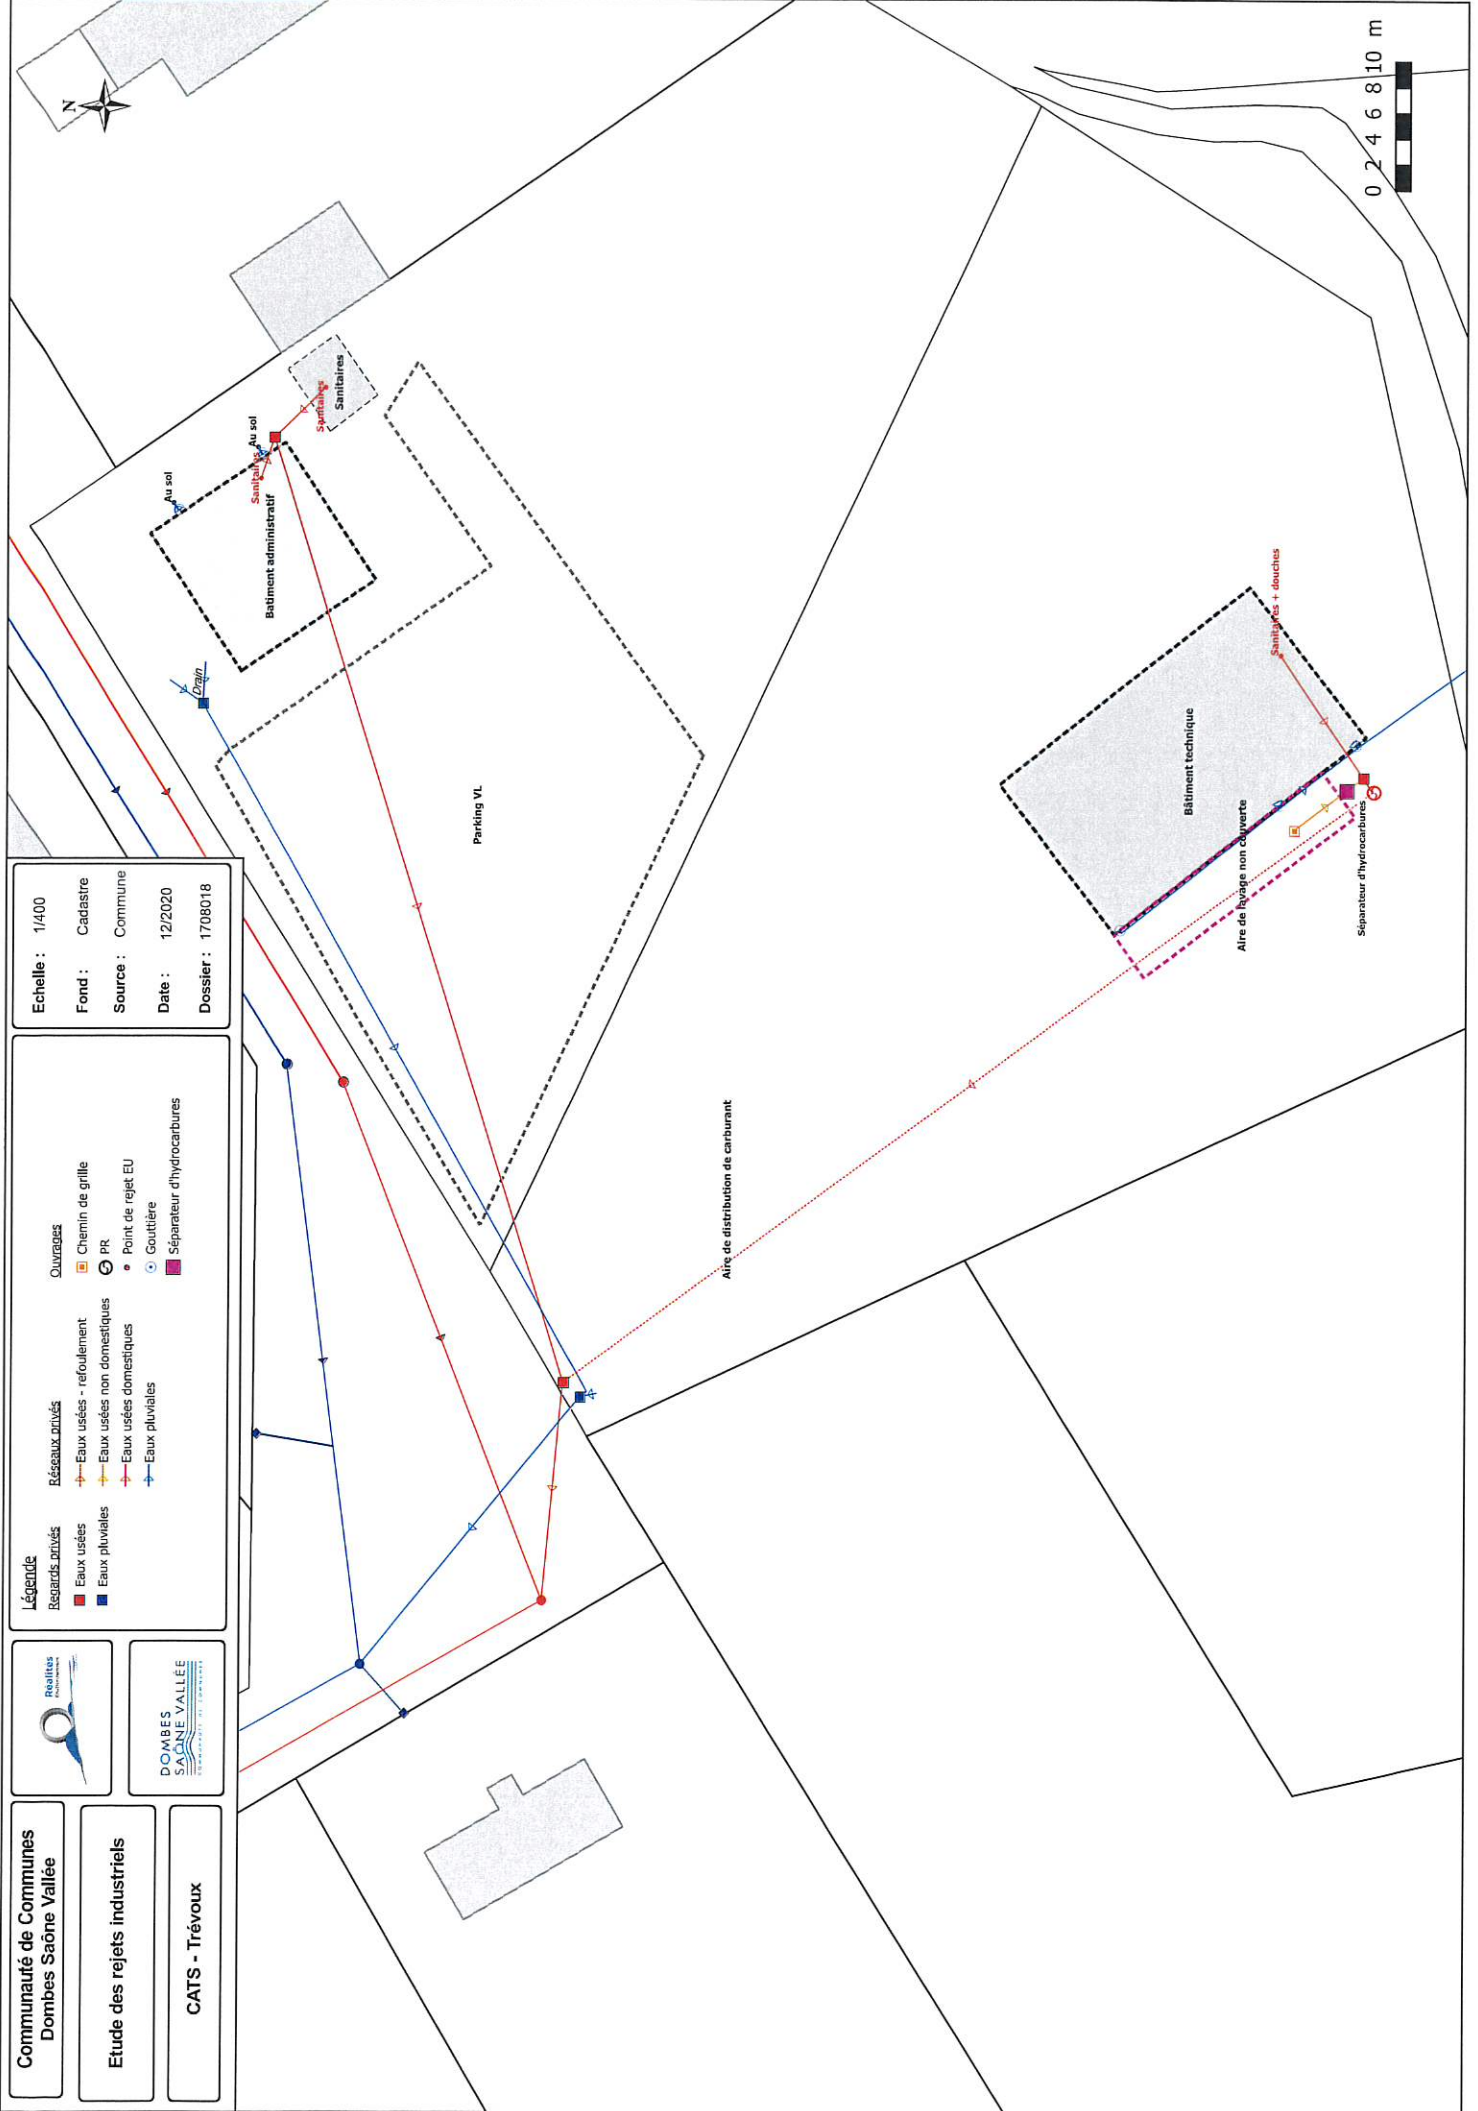 Communauté de Communes
Dombes Saône Vallée
Etude des rejets industriels
CATS - Trévoux
Réalités
DOMBES
SAÔNE VALLÉE
COMMUNAUTÉ DE COMMUNES
Légende
Regards privés
Eaux usées
Eaux pluviales
Réseaux privés
Eaux usées - refoulement
Eaux usées non domestiques
Eaux usées domestiques
Eaux pluviales
Ouvrages
Chemin de grille
PR
Point de rejet EU
Gouttière
Séparateur d'hydrocarbures
Echelle : 1/400
Fond : Cadastre
Source : Commune
Date : 12/2020
Dossier : 1708018
N
Drain
Au sol
Au sol
Sanitaires
Batiment administratif
Sanitaires
Sanitaires
Parking VL
Aire de distribution de carburant
Bâtiment technique
Aire de lavage non couverte
Sanitaires + douches
Séparateur d'hydrocarbures
0 2 4 6 8 10 m